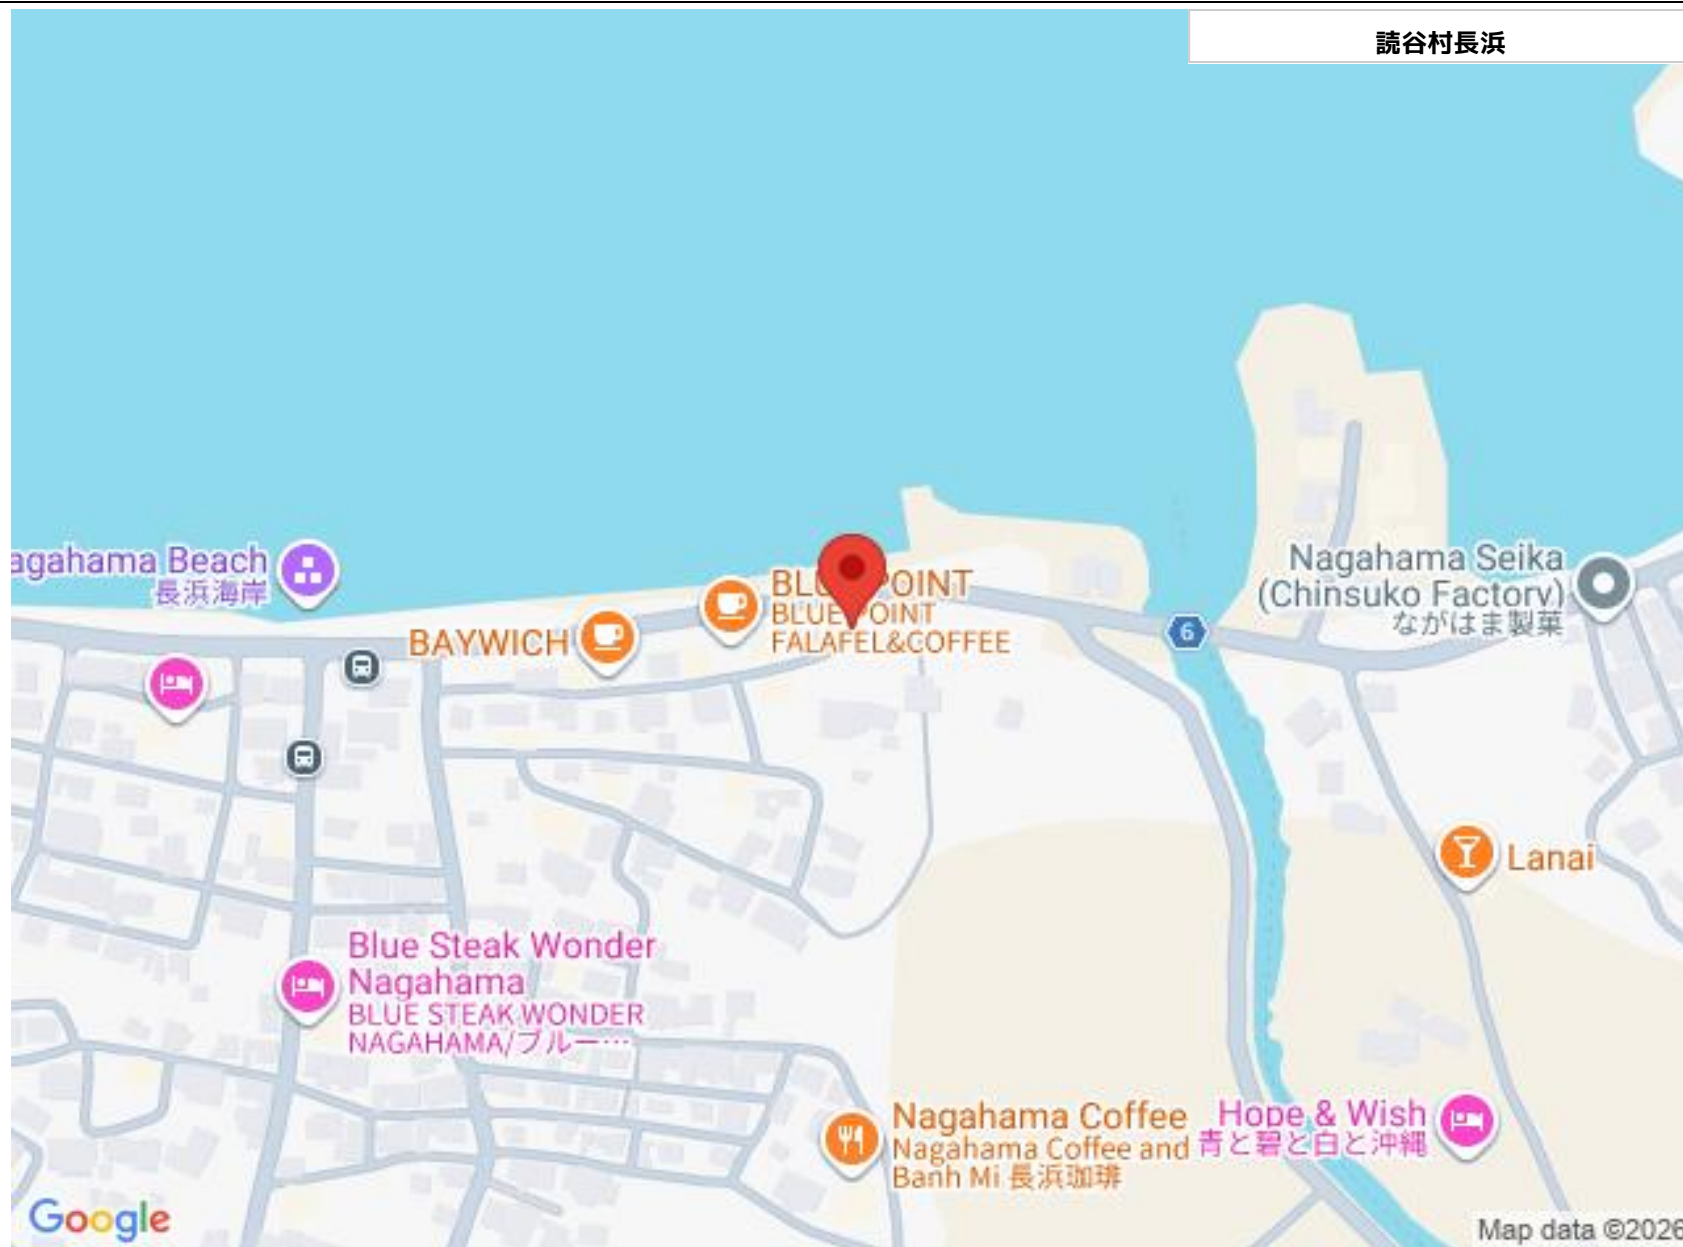 読谷村長浜
agahama Beach
長浜海岸
BAYWICH
BLUE POINT
BLUE POINT
FALAFEL&COFFEE
6
Nagahama Seika
(Chinsuko Factory)
ながはま製菓
Lanai
Blue Steak Wonder
Nagahama
BLUE STEAK WONDER
NAGAHAMA/ブルー…
Nagahama Coffee
Nagahama Coffee and
Banh Mi 長浜珈琲
Hope & Wish
青と碧と白と沖縄
Google
Map data ©2026